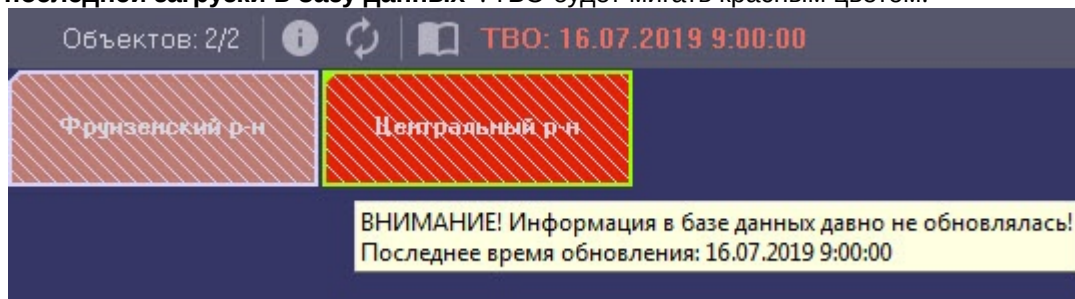 последней загрузки в базу данных". ТВО будет мигать красным цветом.
Объектов: 2/2 ТВО: 16.07.2019 9:00:00
Фрунзенский р-н Центральный р-н
ВНИМАНИЕ! Информация в базе данных давно не обновлялась!
Последнее время обновления: 16.07.2019 9:00:00